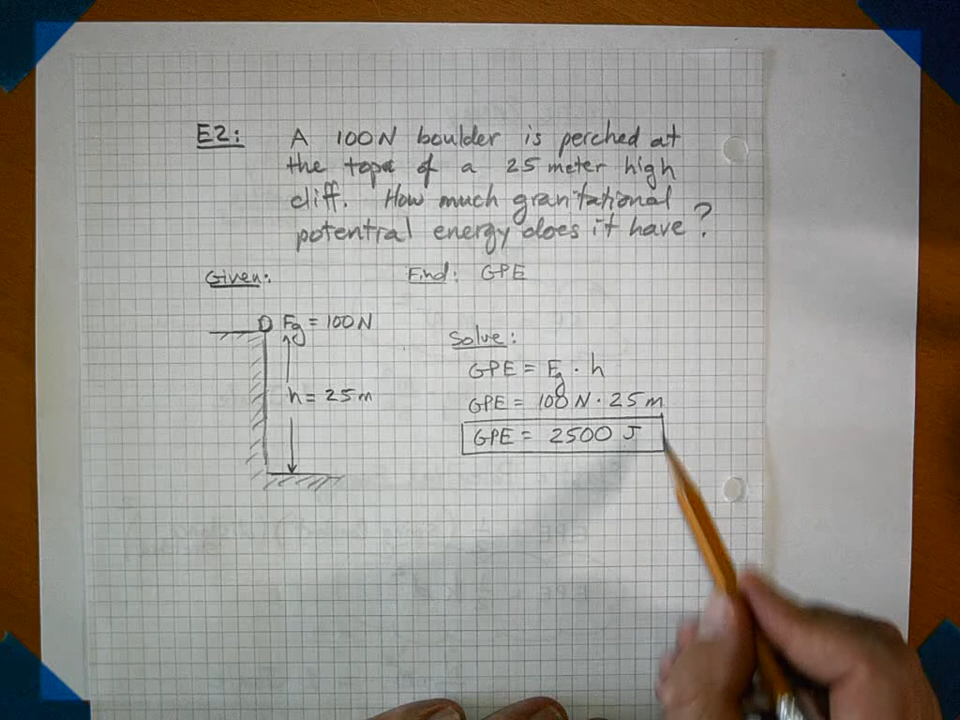 E2: A 100N boulder is perched at
the top of a 25 meter high
cliff. How much gravitational
potential energy does it have?
Given: Find: GPE
Fg = 100 N
Solve:
GPE = Fg · h
h = 25 m
GPE = 100 N · 25 m
GPE = 2500 J